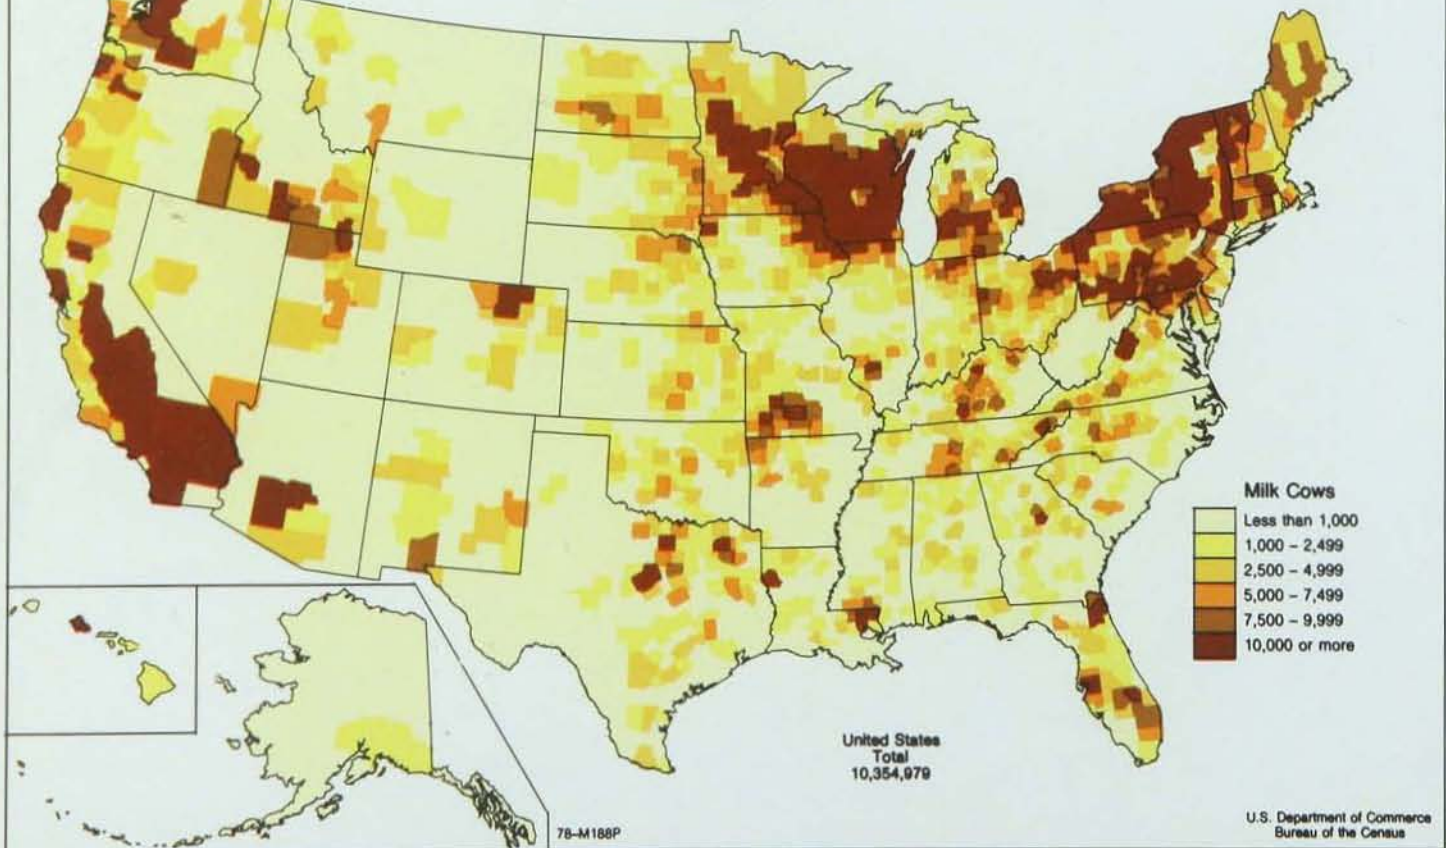 Milk Cows
Less than 1,000
1,000 – 2,499
2,500 – 4,999
5,000 – 7,499
7,500 – 9,999
10,000 or more
United States
Total
10,354,979
78–M188P
U.S. Department of Commerce
Bureau of the Census